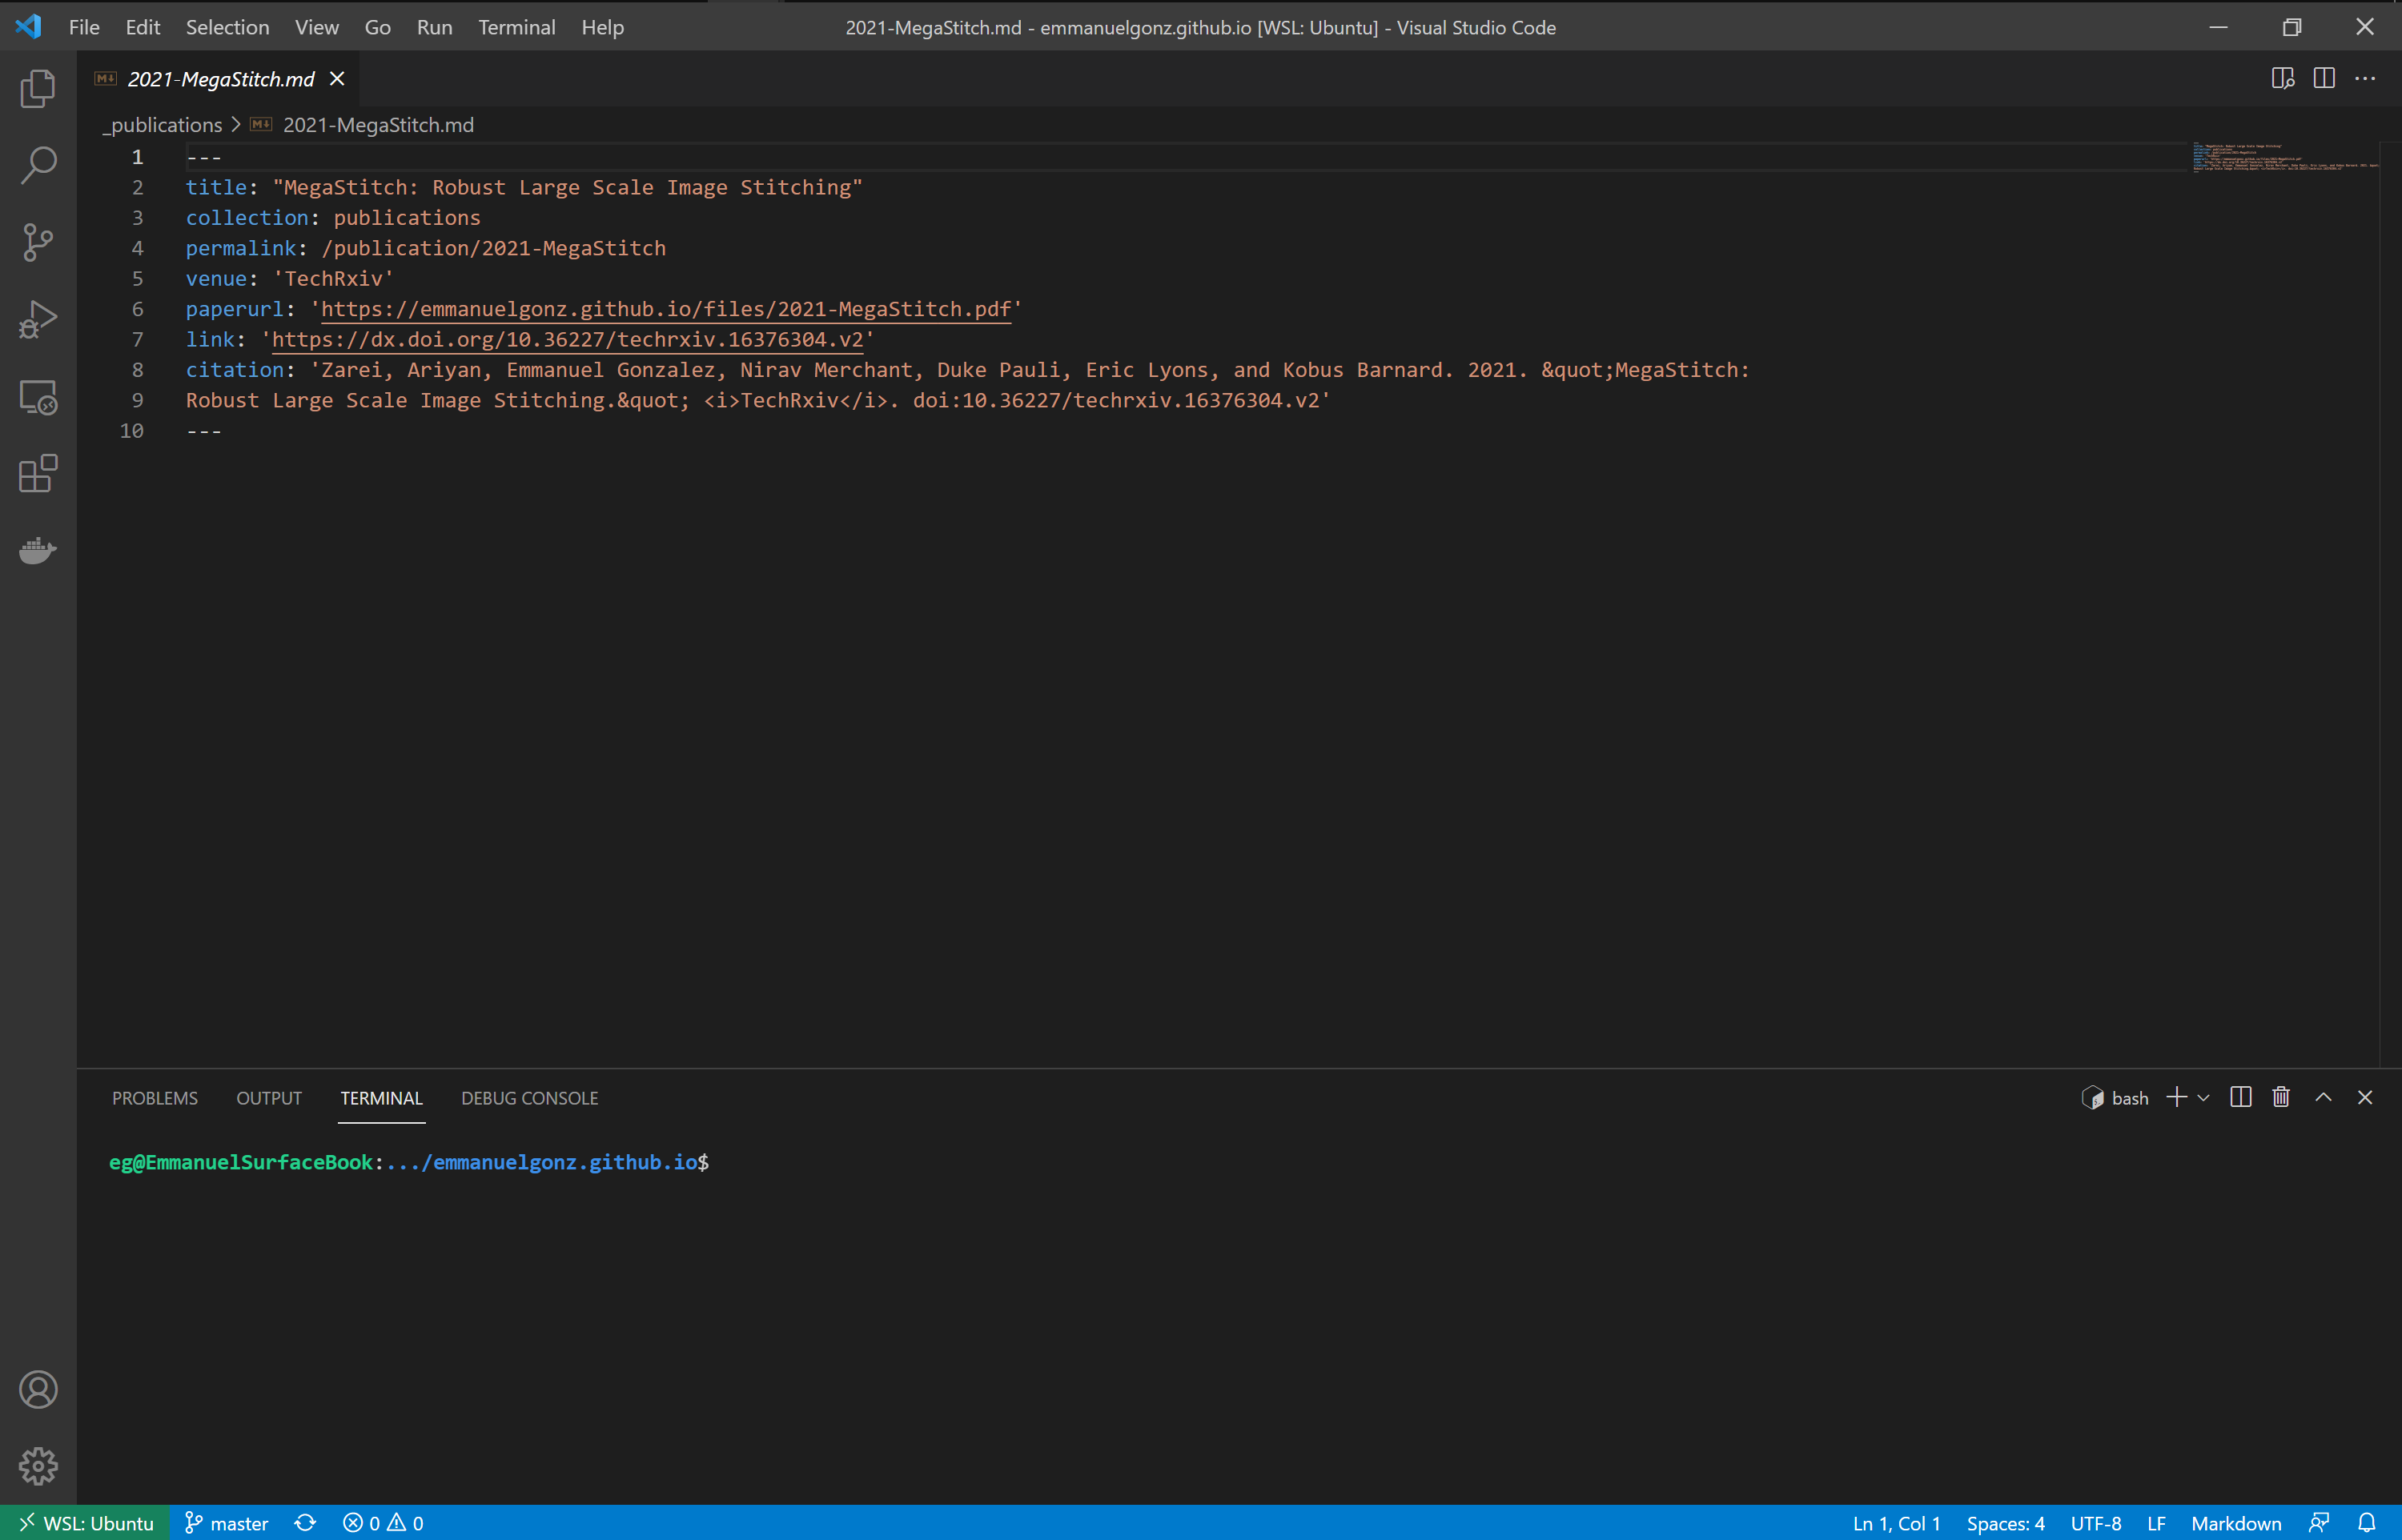 File Edit Selection View Go Run Terminal Help 2021-MegaStitch.md - emmanuelgonz.github.io [WSL: Ubuntu] - Visual Studio Code
2021-MegaStitch.md
_publications > 2021-MegaStitch.md
1 ---
2 title: "MegaStitch: Robust Large Scale Image Stitching"
3 collection: publications
4 permalink: /publication/2021-MegaStitch
5 venue: 'TechRxiv'
6 paperurl: 'https://emmanuelgonz.github.io/files/2021-MegaStitch.pdf'
7 link: 'https://dx.doi.org/10.36227/techrxiv.16376304.v2'
8 citation: 'Zarei, Ariyan, Emmanuel Gonzalez, Nirav Merchant, Duke Pauli, Eric Lyons, and Kobus Barnard. 2021. &quot;MegaStitch:
9 Robust Large Scale Image Stitching.&quot; <i>TechRxiv</i>. doi:10.36227/techrxiv.16376304.v2'
10 ---
PROBLEMS OUTPUT TERMINAL DEBUG CONSOLE bash
eg@EmmanuelSurfaceBook:.../emmanuelgonz.github.io$
WSL: Ubuntu master 0 0 Ln 1, Col 1 Spaces: 4 UTF-8 LF Markdown